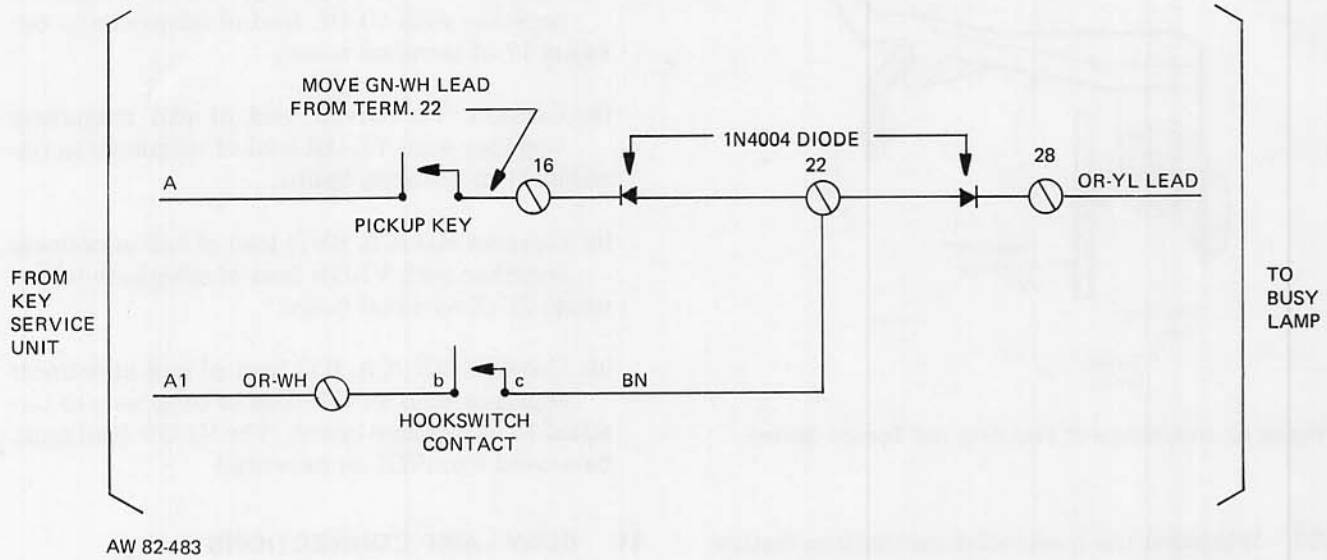 MOVE GN-WH LEAD
FROM TERM. 22
1N4004 DIODE
16
22
28
A
OR-YL LEAD
PICKUP KEY
FROM
KEY
SERVICE
UNIT
TO
BUSY
LAMP
A1
OR-WH
b
c
BN
HOOKSWITCH
CONTACT
AW 82-483